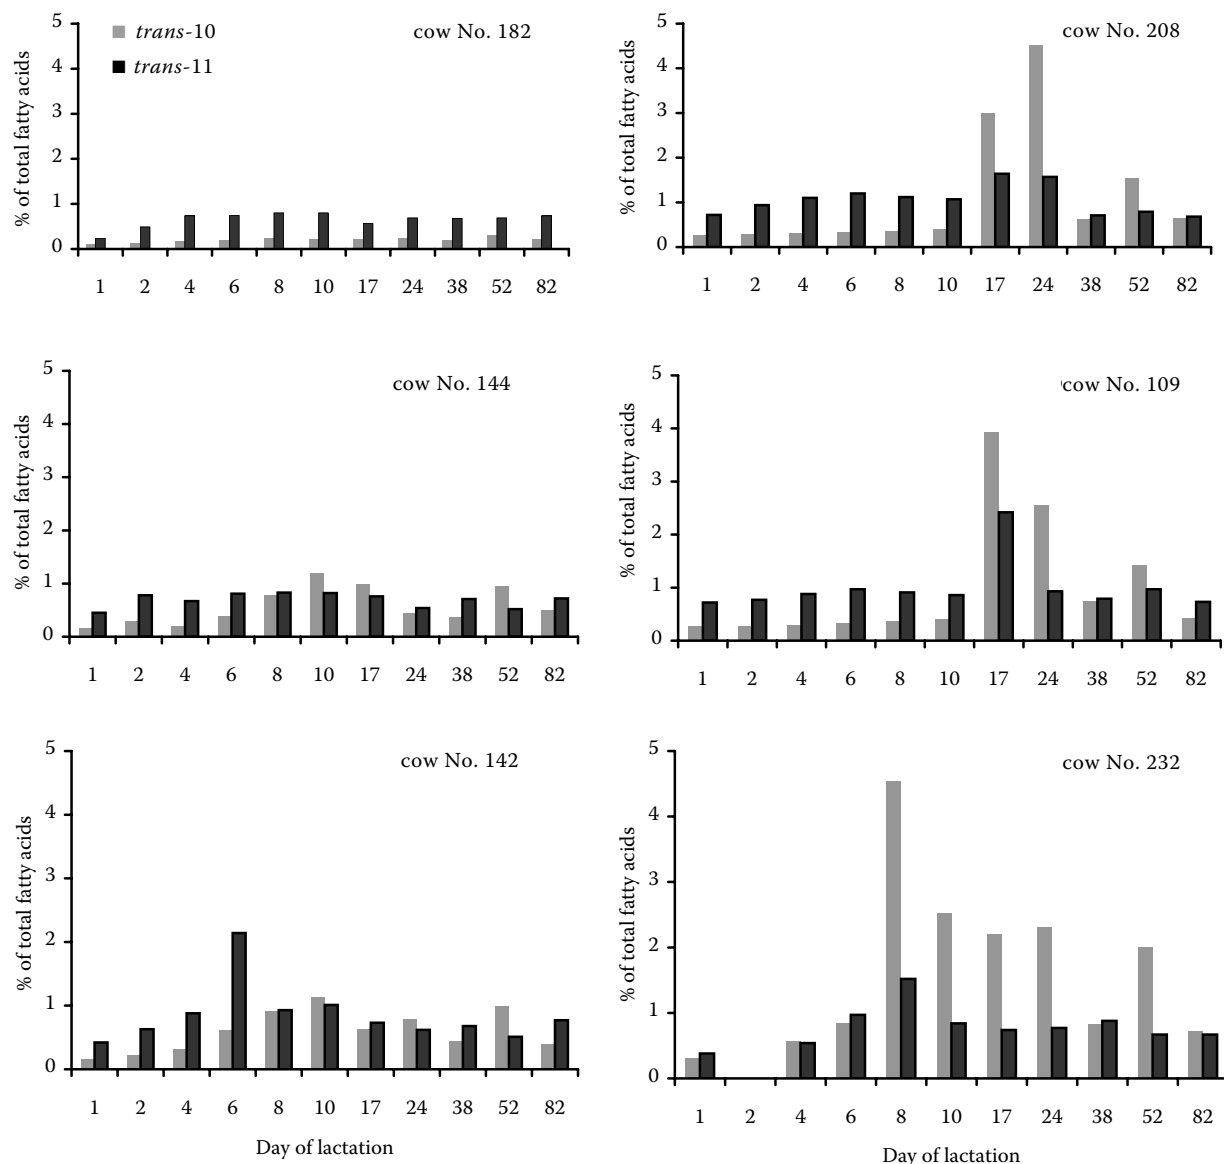 % of total fatty acids
5
4
3
2
1
0
trans-10
trans-11
cow No. 182
1 2 4 6 8 10 17 24 38 52 82
% of total fatty acids
5
4
3
2
1
0
cow No. 208
1 2 4 6 8 10 17 24 38 52 82
% of total fatty acids
5
4
3
2
1
0
cow No. 144
1 2 4 6 8 10 17 24 38 52 82
% of total fatty acids
5
4
3
2
1
0
cow No. 109
1 2 4 6 8 10 17 24 38 52 82
% of total fatty acids
5
4
3
2
1
0
cow No. 142
1 2 4 6 8 10 17 24 38 52 82
Day of lactation
% of total fatty acids
5
4
3
2
1
0
cow No. 232
1 2 4 6 8 10 17 24 38 52 82
Day of lactation